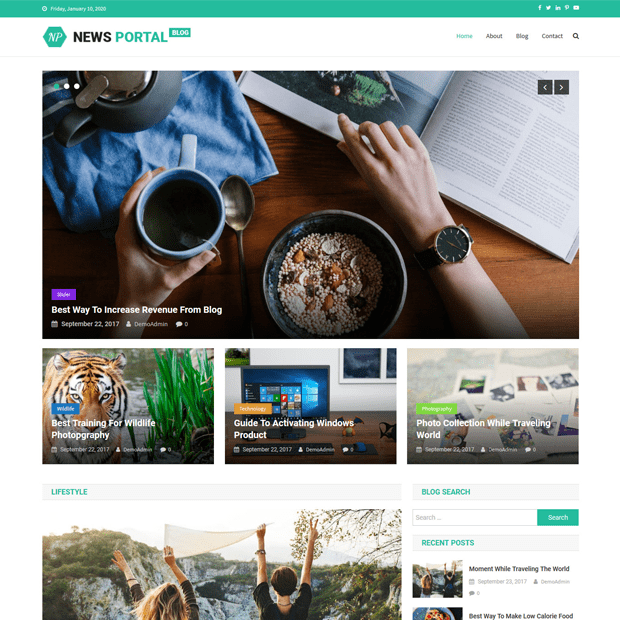 Friday, January 10, 2020
NP NEWS PORTAL BLOG
Home About Blog Contact
Slider
Best Way To Increase Revenue From Blog
September 22, 2017 DemoAdmin 0
Wildlife
Best Training For Wildlife
Photopgraphy
September 22, 2017 DemoAdmin 0
Technology
Guide To Activating Windows
Product
September 22, 2017 DemoAdmin 0
Photography
Photo Collection While Traveling
World
September 22, 2017 DemoAdmin 0
LIFESTYLE
BLOG SEARCH
Search ...
Search
RECENT POSTS
Moment While Traveling The World
September 23, 2017 DemoAdmin
0
Best Way To Make Low Calorie Food